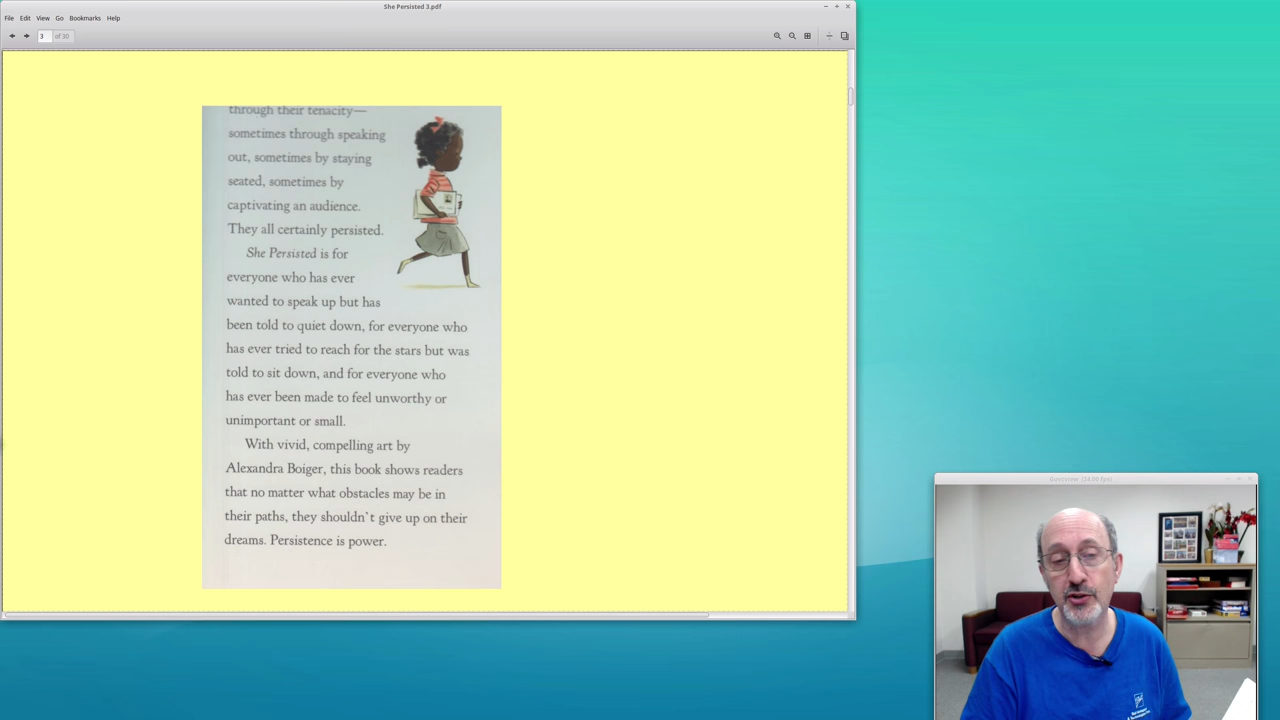 She Persisted 3.pdf
File Edit View Go Bookmarks Help
3 of 30
through their tenacity—
sometimes through speaking
out, sometimes by staying
seated, sometimes by
captivating an audience.
They all certainly persisted.
She Persisted is for
everyone who has ever
wanted to speak up but has
been told to quiet down, for everyone who
has ever tried to reach for the stars but was
told to sit down, and for everyone who
has ever been made to feel unworthy or
unimportant or small.
With vivid, compelling art by
Alexandra Boiger, this book shows readers
that no matter what obstacles may be in
their paths, they shouldn't give up on their
dreams. Persistence is power.